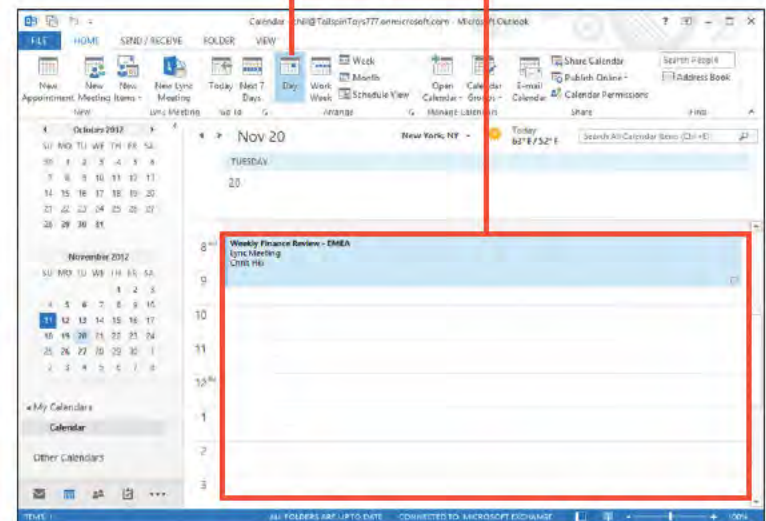 Calendar - chill@TailspinToys777.onmicrosoft.com - Microsoft Outlook
FILE HOME SEND / RECEIVE FOLDER VIEW
New Appointment New Meeting New Items New Lync Meeting Today Next 7 Days Day Work Week Week Month Schedule View Open Calendar Calendar Groups E-mail Calendar Share Calendar Publish Online Calendar Permissions Search People Address Book
New Lync Meeting Go To Arrange Manage Calendars Share Find
October 2012
SU MO TU WE TH FR SA
30 1 2 3 4 5 6
7 8 9 10 11 12 13
14 15 16 17 18 19 20
21 22 23 24 25 26 27
28 29 30 31
November 2012
SU MO TU WE TH FR SA
1 2 3
4 5 6 7 8 9 10
11 12 13 14 15 16 17
18 19 20 21 22 23 24
25 26 27 28 29 30 1
2 3 4 5 6 7 8
My Calendars
Calendar
Other Calendars
Nov 20 New York, NY Today 63° F / 52° F Search All Calendar Items (Ctrl+E)
TUESDAY
20
8 AM
Weekly Finance Review - EMEA
Lync Meeting
Chris Hill
9
10
11
12 PM
1
2
3
ITEMS: 1 ALL FOLDERS ARE UP TO DATE. CONNECTED TO: MICROSOFT EXCHANGE 100%